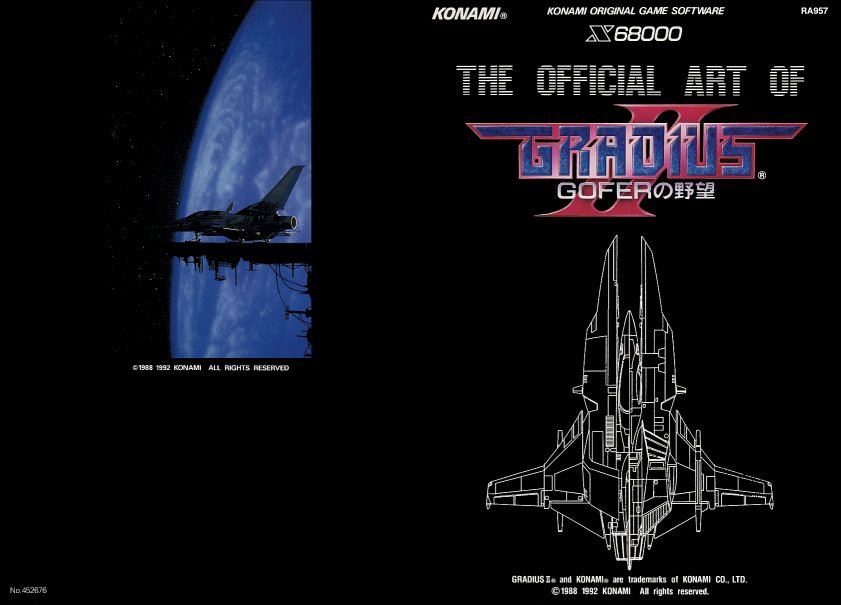 ©1988 1992 KONAMI ALL RIGHTS RESERVED
No.452676
KONAMI®
KONAMI ORIGINAL GAME SOFTWARE
RA957
X68000
THE OFFICIAL ART OF
GRADIUS II®
GOFERの野望
GRADIUS II® and KONAMI® are trademarks of KONAMI CO., LTD.
©1988 1992 KONAMI All rights reserved.